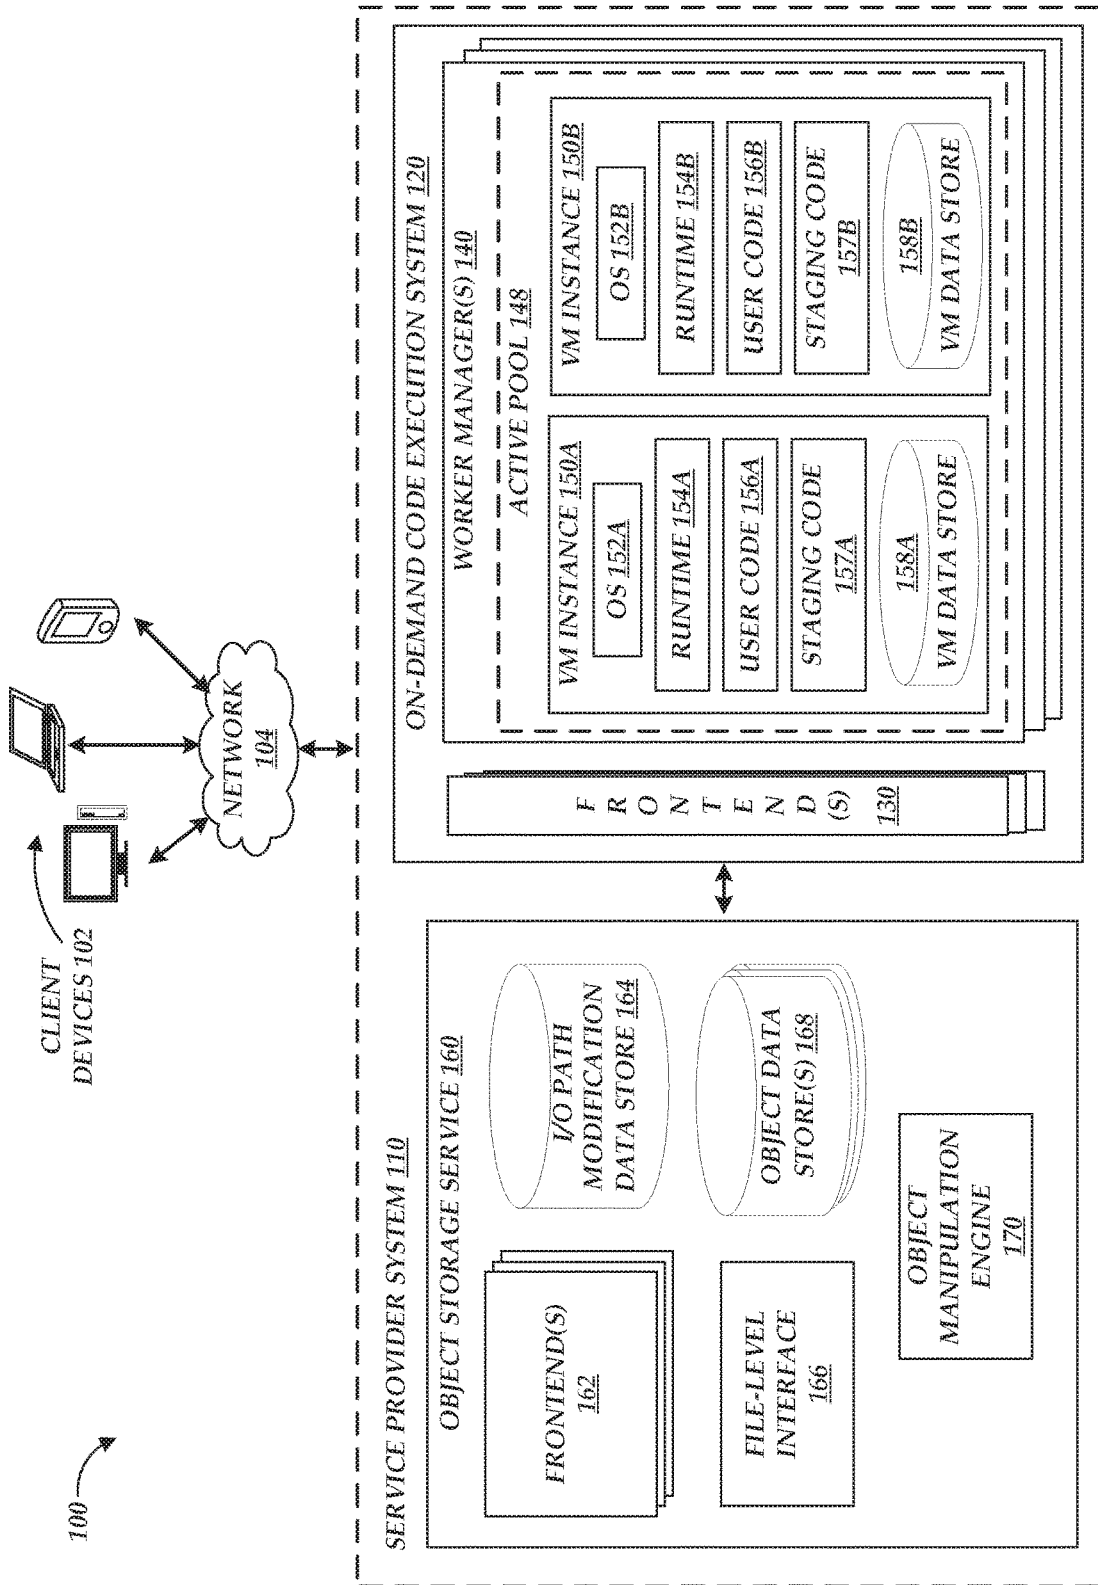 100
CLIENT
DEVICES 102
NETWORK
104
SERVICE PROVIDER SYSTEM 110
OBJECT STORAGE SERVICE 160
FRONTEND(S)
162
I/O PATH
MODIFICATION
DATA STORE 164
FILE-LEVEL
INTERFACE
166
OBJECT DATA
STORE(S) 168
OBJECT
MANIPULATION
ENGINE
170
ON-DEMAND CODE EXECUTION SYSTEM 120
F
R
O
N
T
E
N
D
(S)
130
WORKER MANAGER(S) 140
ACTIVE POOL 148
VM INSTANCE 150A
OS 152A
RUNTIME 154A
USER CODE 156A
STAGING CODE
157A
158A
VM DATA STORE
VM INSTANCE 150B
OS 152B
RUNTIME 154B
USER CODE 156B
STAGING CODE
157B
158B
VM DATA STORE